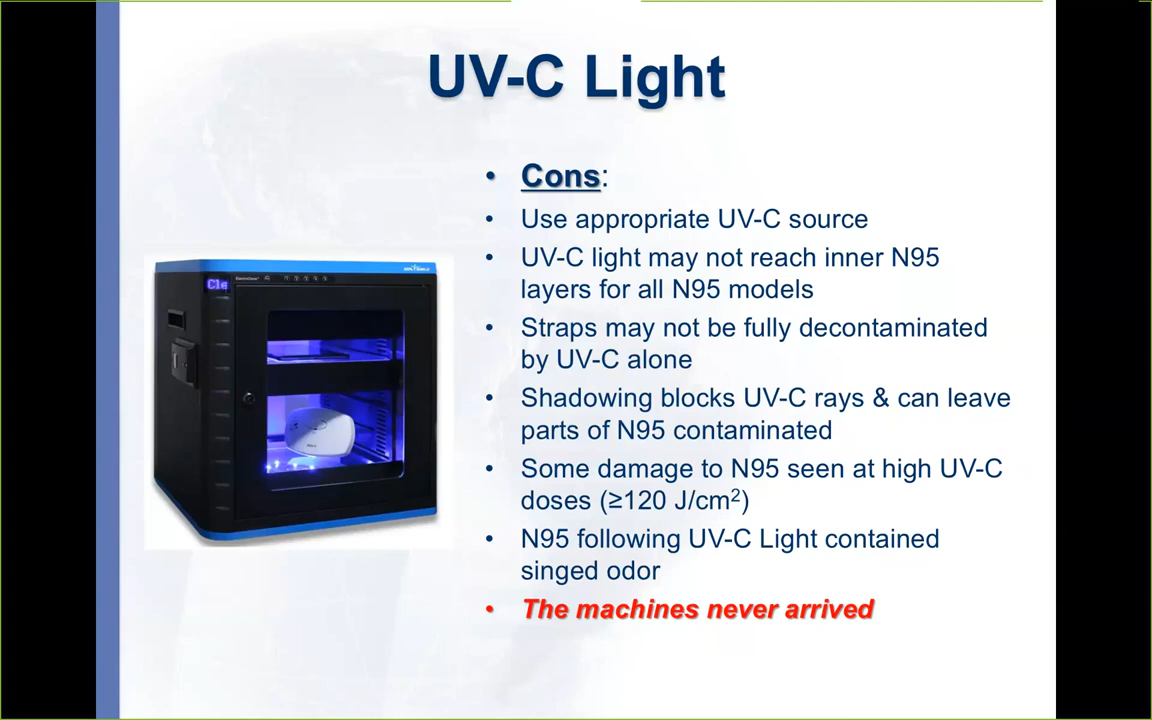 UV-C Light
• Cons:
• Use appropriate UV-C source
• UV-C light may not reach inner N95
layers for all N95 models
• Straps may not be fully decontaminated
by UV-C alone
• Shadowing blocks UV-C rays & can leave
parts of N95 contaminated
• Some damage to N95 seen at high UV-C
doses (≥120 J/cm²)
• N95 following UV-C Light contained
singed odor
• The machines never arrived
Cle